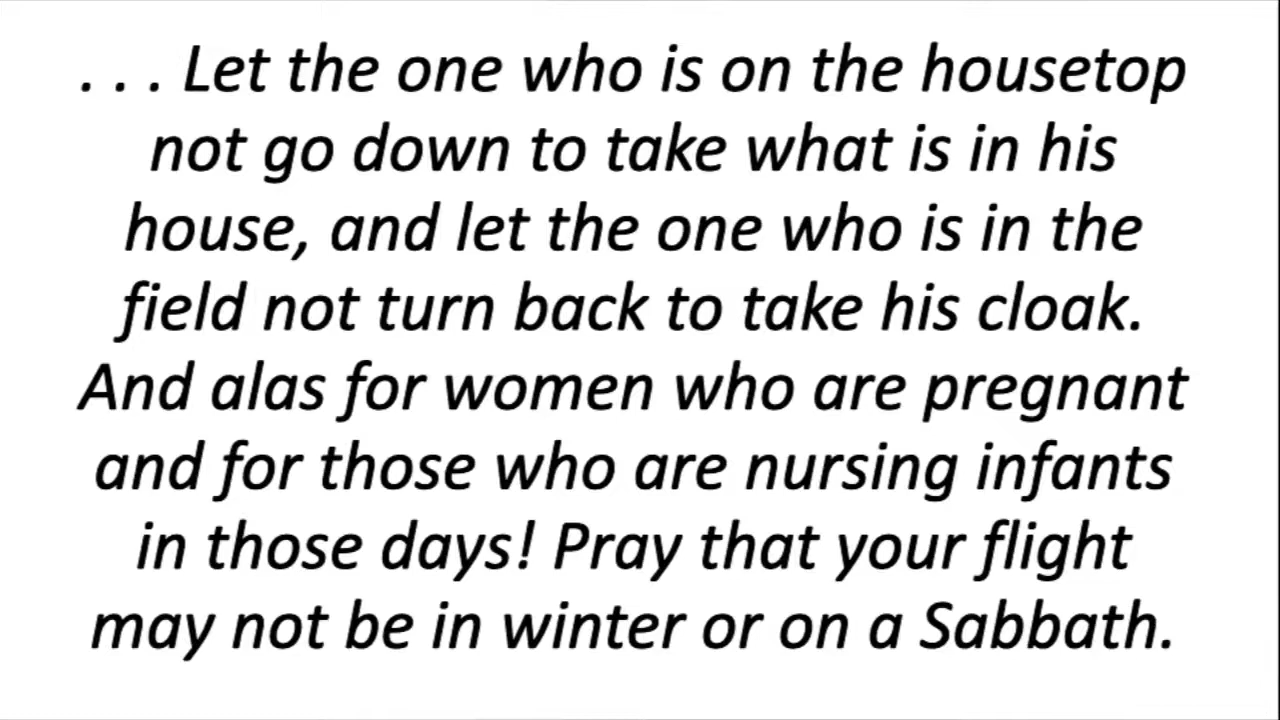 . . . Let the one who is on the housetop
not go down to take what is in his
house, and let the one who is in the
field not turn back to take his cloak.
And alas for women who are pregnant
and for those who are nursing infants
in those days! Pray that your flight
may not be in winter or on a Sabbath.